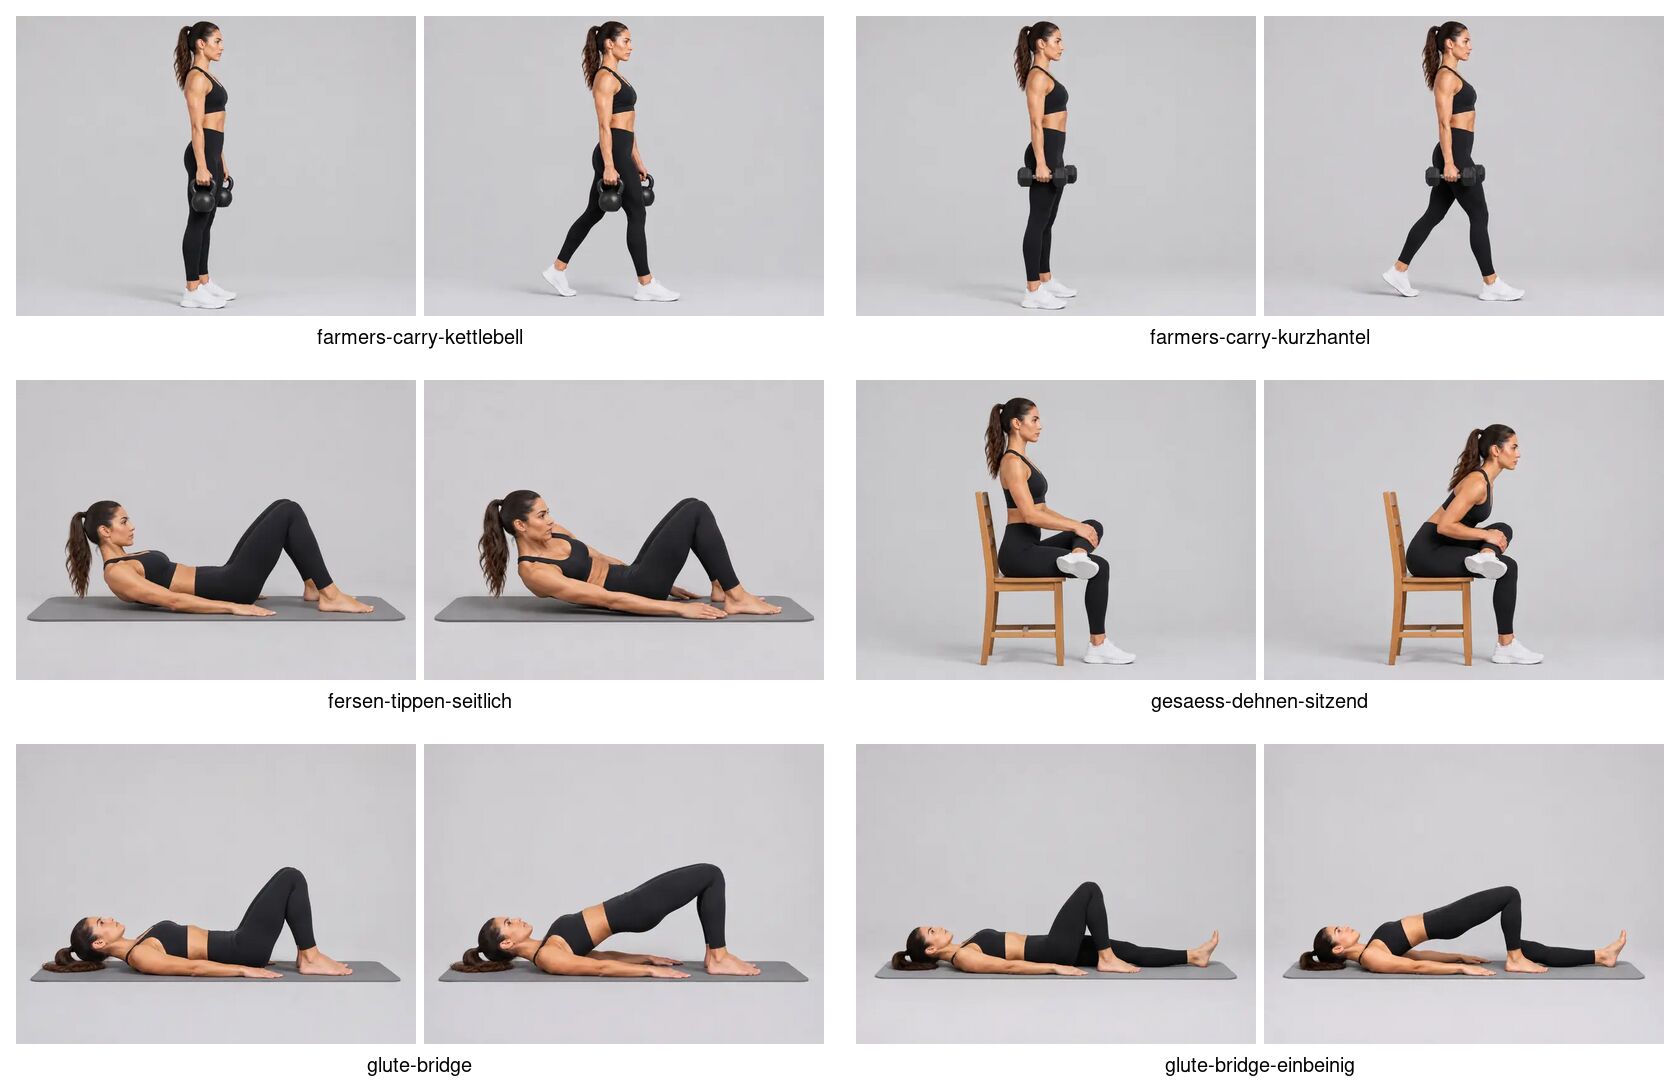 farmers-carry-kettlebell
farmers-carry-kurzhantel
fersen-tippen-seitlich
gesaess-dehnen-sitzend
glute-bridge
glute-bridge-einbeinig